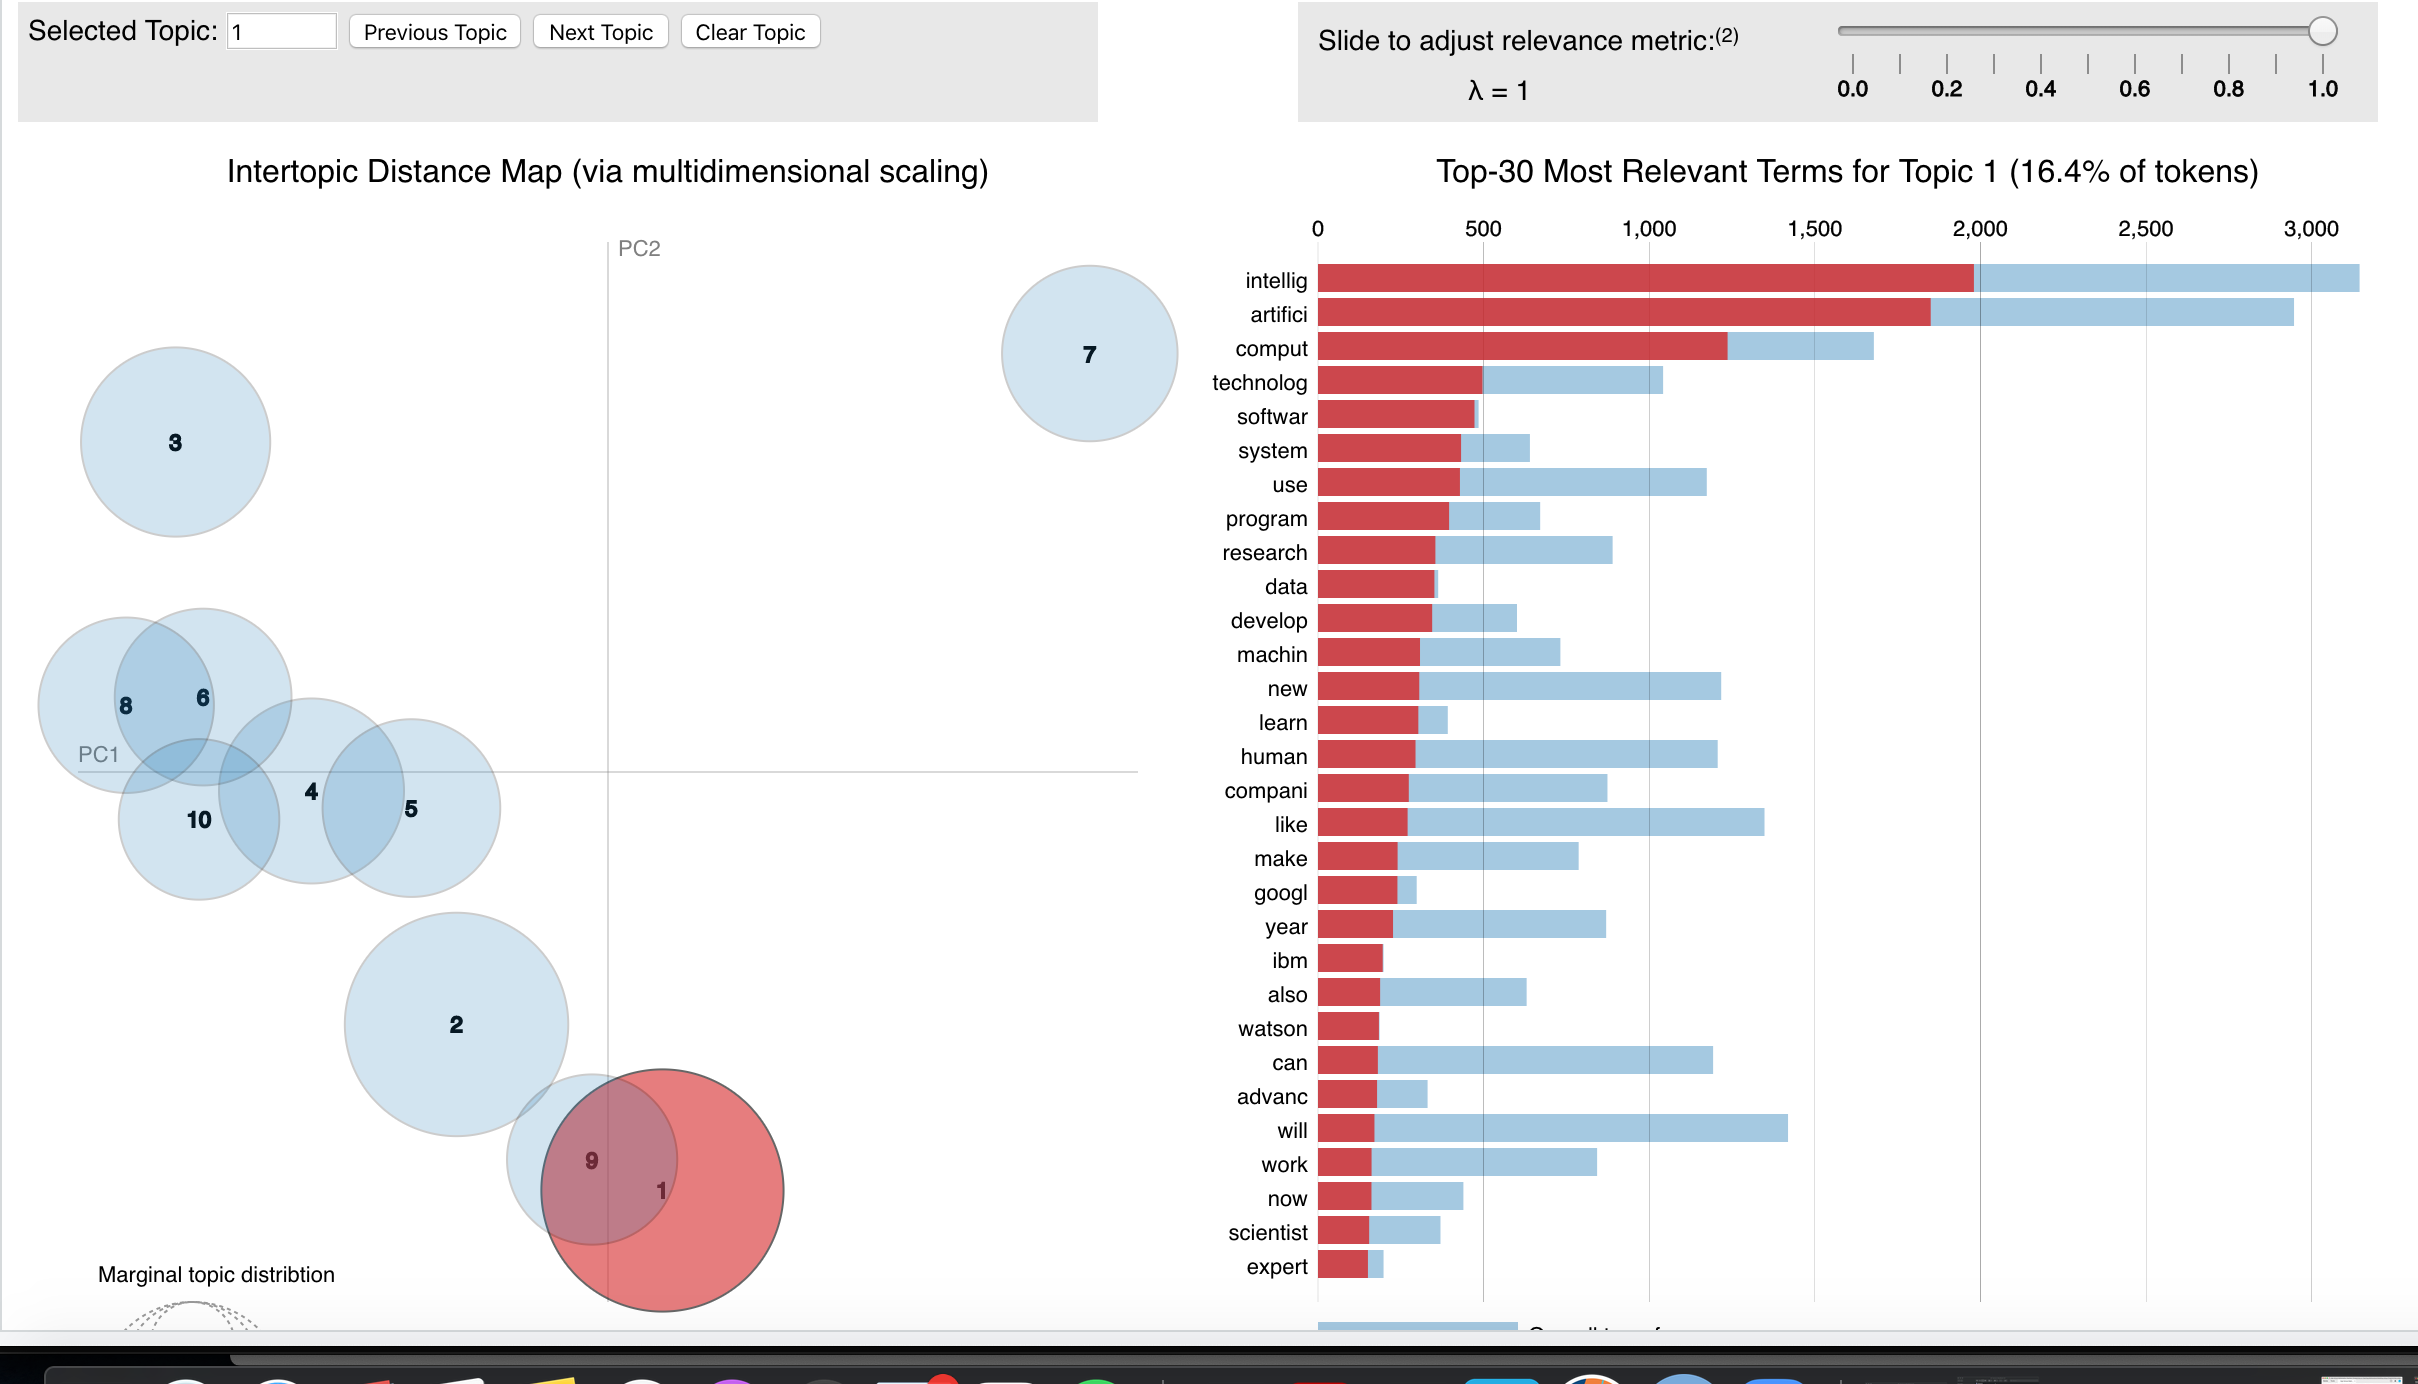 Selected Topic: 1 Previous Topic Next Topic Clear Topic
Slide to adjust relevance metric:(2)
λ = 1
0.0 0.2 0.4 0.6 0.8 1.0
Intertopic Distance Map (via multidimensional scaling)
PC2
7
3
8
6
PC1
4
5
10
2
9
1
Marginal topic distribtion
Top-30 Most Relevant Terms for Topic 1 (16.4% of tokens)
0 500 1,000 1,500 2,000 2,500 3,000
intellig
artifici
comput
technolog
softwar
system
use
program
research
data
develop
machin
new
learn
human
compani
like
make
googl
year
ibm
also
watson
can
advanc
will
work
now
scientist
expert